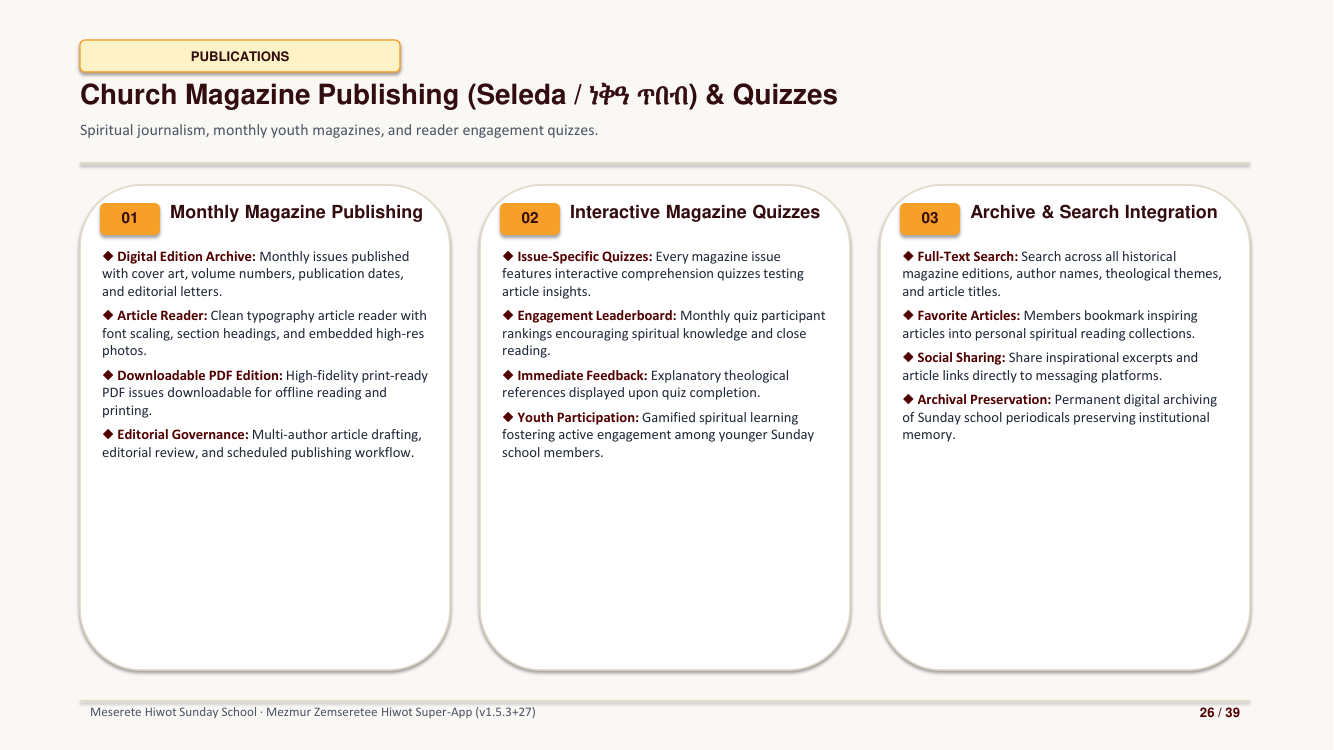 PUBLICATIONS
Church Magazine Publishing (Seleda / ነቅዓ ጥበብ) & Quizzes
Spiritual journalism, monthly youth magazines, and reader engagement quizzes.
01 Monthly Magazine Publishing
◆ Digital Edition Archive: Monthly issues published
with cover art, volume numbers, publication dates,
and editorial letters.
◆ Article Reader: Clean typography article reader with
font scaling, section headings, and embedded high-res
photos.
◆ Downloadable PDF Edition: High-fidelity print-ready
PDF issues downloadable for offline reading and
printing.
◆ Editorial Governance: Multi-author article drafting,
editorial review, and scheduled publishing workflow.
02 Interactive Magazine Quizzes
◆ Issue-Specific Quizzes: Every magazine issue
features interactive comprehension quizzes testing
article insights.
◆ Engagement Leaderboard: Monthly quiz participant
rankings encouraging spiritual knowledge and close
reading.
◆ Immediate Feedback: Explanatory theological
references displayed upon quiz completion.
◆ Youth Participation: Gamified spiritual learning
fostering active engagement among younger Sunday
school members.
03 Archive & Search Integration
◆ Full-Text Search: Search across all historical
magazine editions, author names, theological themes,
and article titles.
◆ Favorite Articles: Members bookmark inspiring
articles into personal spiritual reading collections.
◆ Social Sharing: Share inspirational excerpts and
article links directly to messaging platforms.
◆ Archival Preservation: Permanent digital archiving
of Sunday school periodicals preserving institutional
memory.
Meserete Hiwot Sunday School · Mezmur Zemseretee Hiwot Super-App (v1.5.3+27)
26 / 39